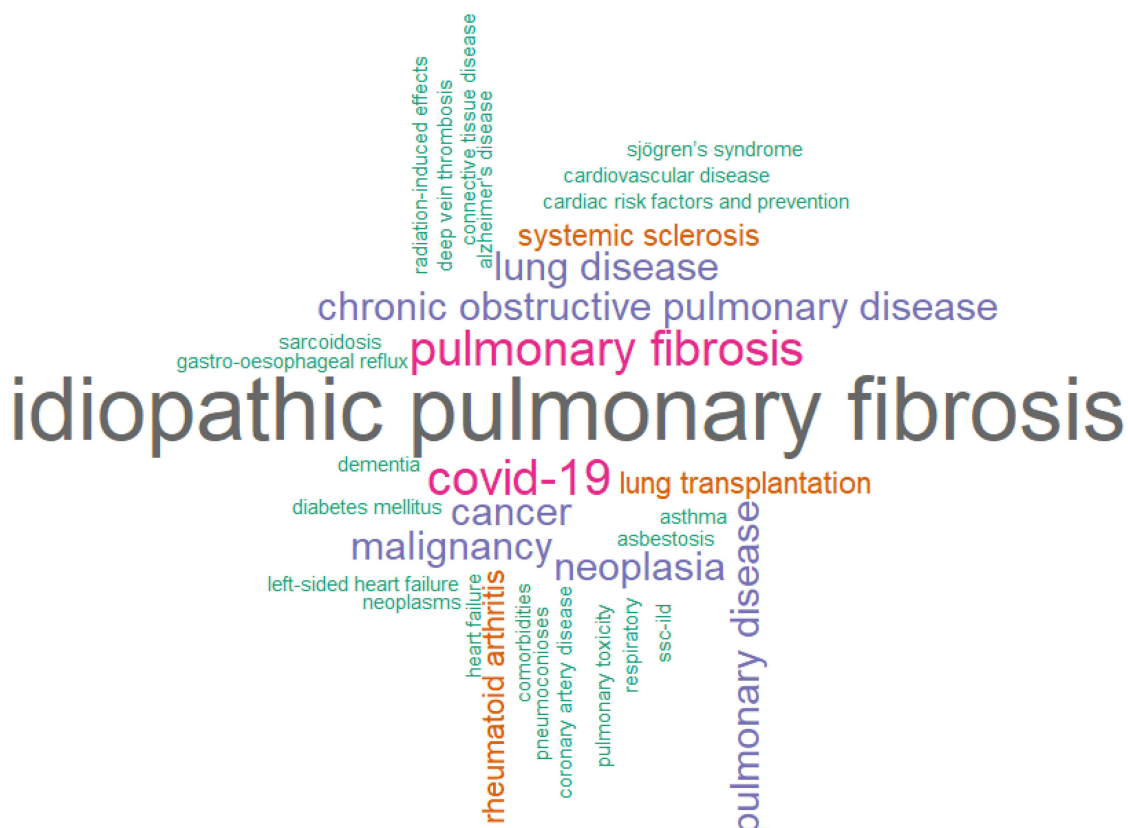 radiation-induced effects
deep vein thrombosis
connective tissue disease
alzheimer's disease
sjögren’s syndrome
cardiovascular disease
cardiac risk factors and prevention
systemic sclerosis
lung disease
chronic obstructive pulmonary disease
sarcoidosis
gastro-oesophageal reflux
pulmonary fibrosis
idiopathic pulmonary fibrosis
dementia
covid-19
lung transplantation
diabetes mellitus
cancer
asthma
asbestosis
malignancy
neoplasia
pulmonary disease
left-sided heart failure
neoplasms
heart failure
rheumatoid arthritis
comorbidities
pneumoconioses
coronary artery disease
pulmonary toxicity
respiratory
ssc-ild